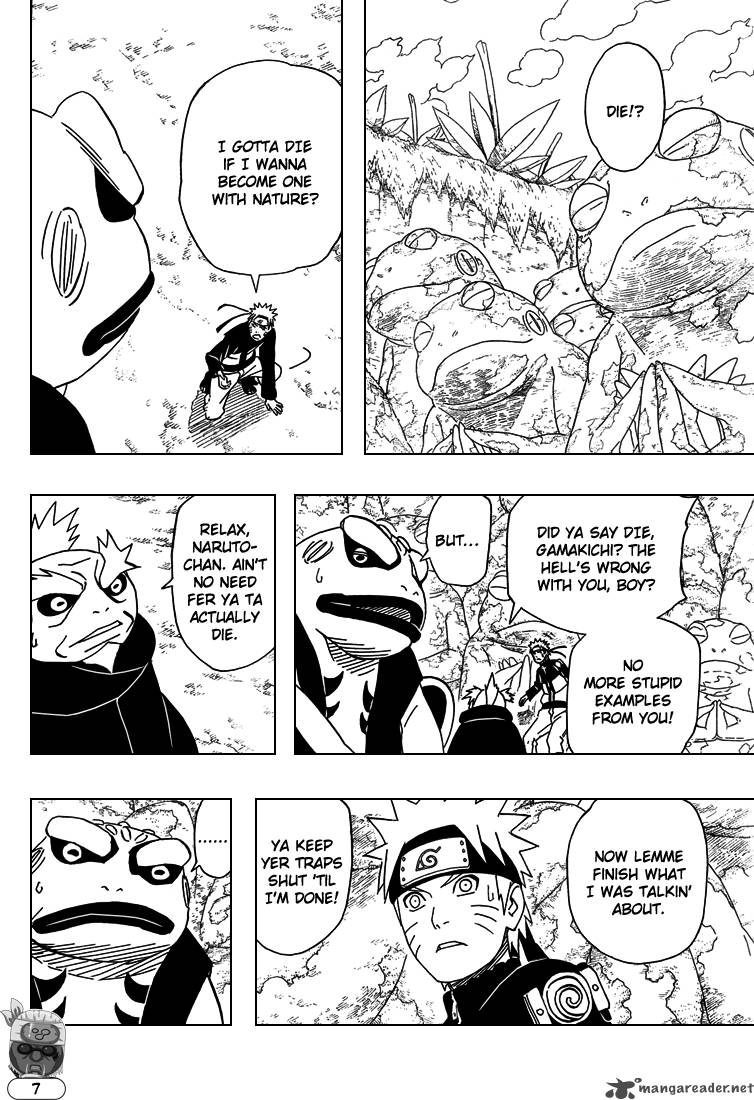 DIE!?
I GOTTA DIE
IF I WANNA
BECOME ONE
WITH NATURE?
DID YA SAY DIE,
GAMAKICHI? THE
HELL'S WRONG
WITH YOU, BOY?
NO
MORE STUPID
EXAMPLES
FROM YOU!
BUT...
RELAX,
NARUTO-
CHAN. AIN'T
NO NEED
FER YA TA
ACTUALLY
DIE.
NOW LEMME
FINISH WHAT
I WAS TALKIN'
ABOUT.
YA KEEP
YER TRAPS
SHUT 'TIL
I'M DONE!
.......
7
mangareader.net